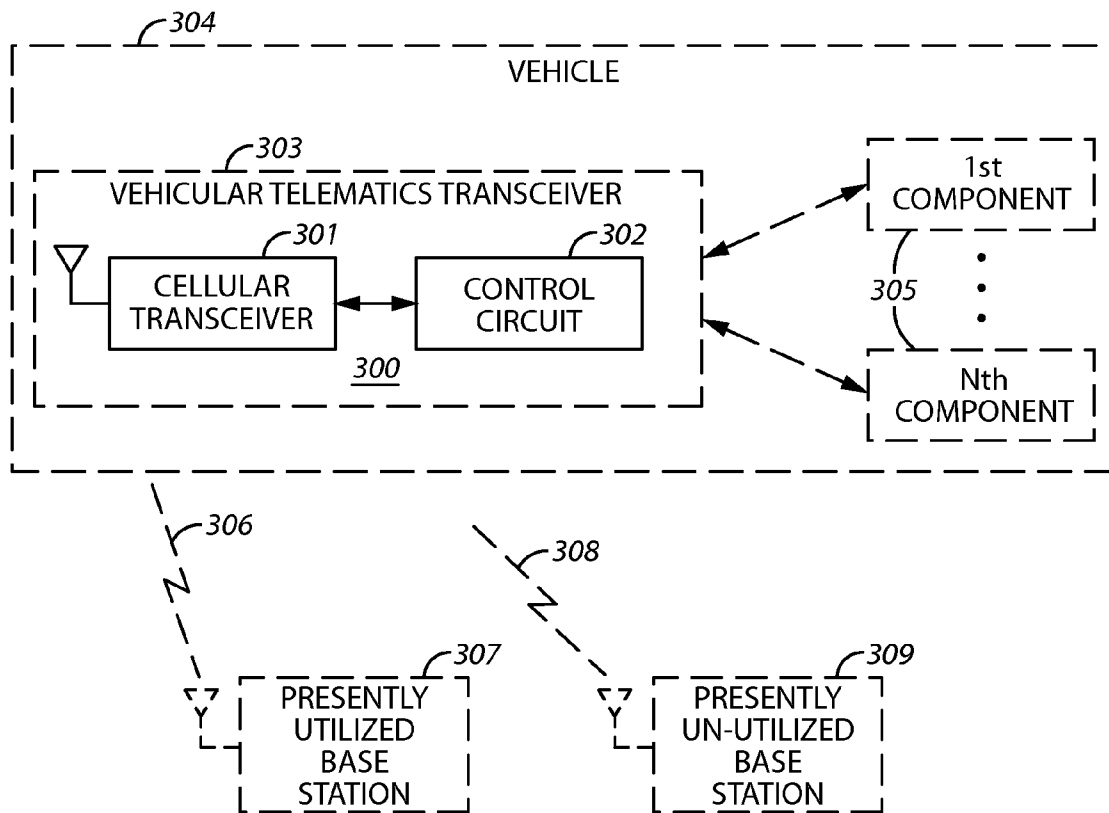 304
VEHICLE
303
VEHICULAR TELEMATICS TRANSCEIVER
301
CELLULAR
TRANSCEIVER
302
CONTROL
CIRCUIT
300
1st
COMPONENT
305
Nth
COMPONENT
306
308
307
PRESENTLY
UTILIZED
BASE
STATION
309
PRESENTLY
UN-UTILIZED
BASE
STATION